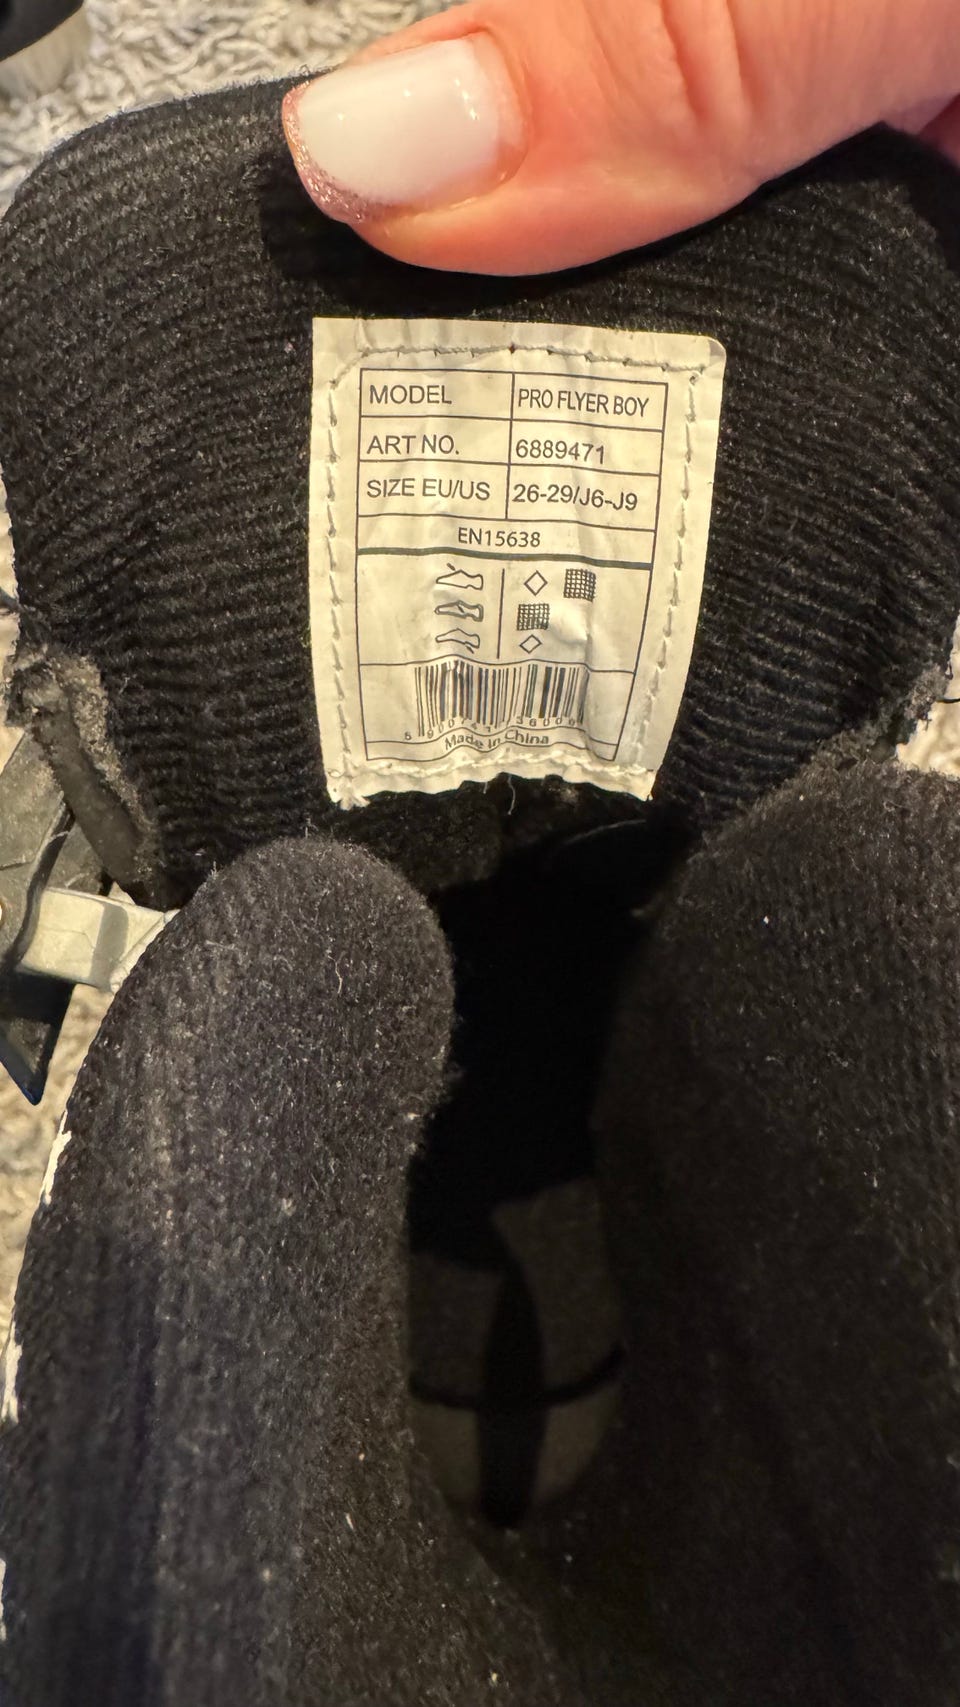 MODEL PRO FLYER BOY
ART NO. 6889471
SIZE EU/US 26-29/J6-J9
EN15638
Made in China